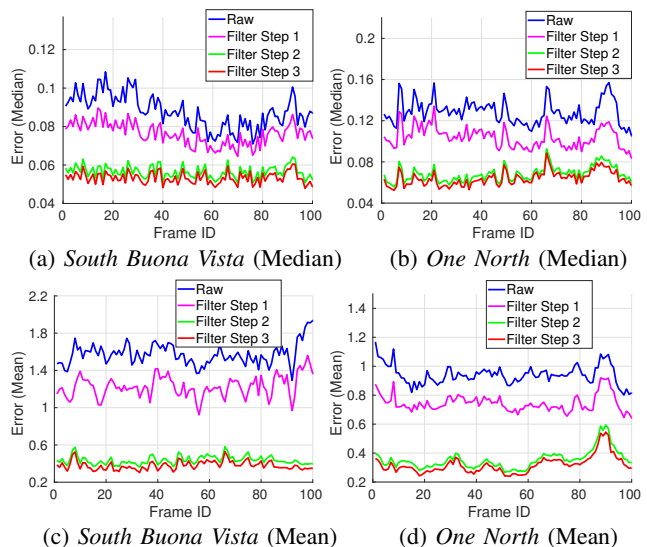 Raw
Filter Step 1
Filter Step 2
Filter Step 3
0.12
0.1
0.08
0.06
0.04
Error (Median)
0 20 40 60 80 100
Frame ID
(a) South Buona Vista (Median)
Raw
Filter Step 1
Filter Step 2
Filter Step 3
0.2
0.16
0.12
0.08
0.04
Error (Median)
0 20 40 60 80 100
Frame ID
(b) One North (Median)
Raw
Filter Step 1
Filter Step 2
Filter Step 3
2.2
1.8
1.4
1
0.6
0.2
Error (Mean)
0 20 40 60 80 100
Frame ID
(c) South Buona Vista (Mean)
Raw
Filter Step 1
Filter Step 2
Filter Step 3
1.4
1.2
1
0.8
0.6
0.4
0.2
Error (Mean)
0 20 40 60 80 100
Frame ID
(d) One North (Mean)